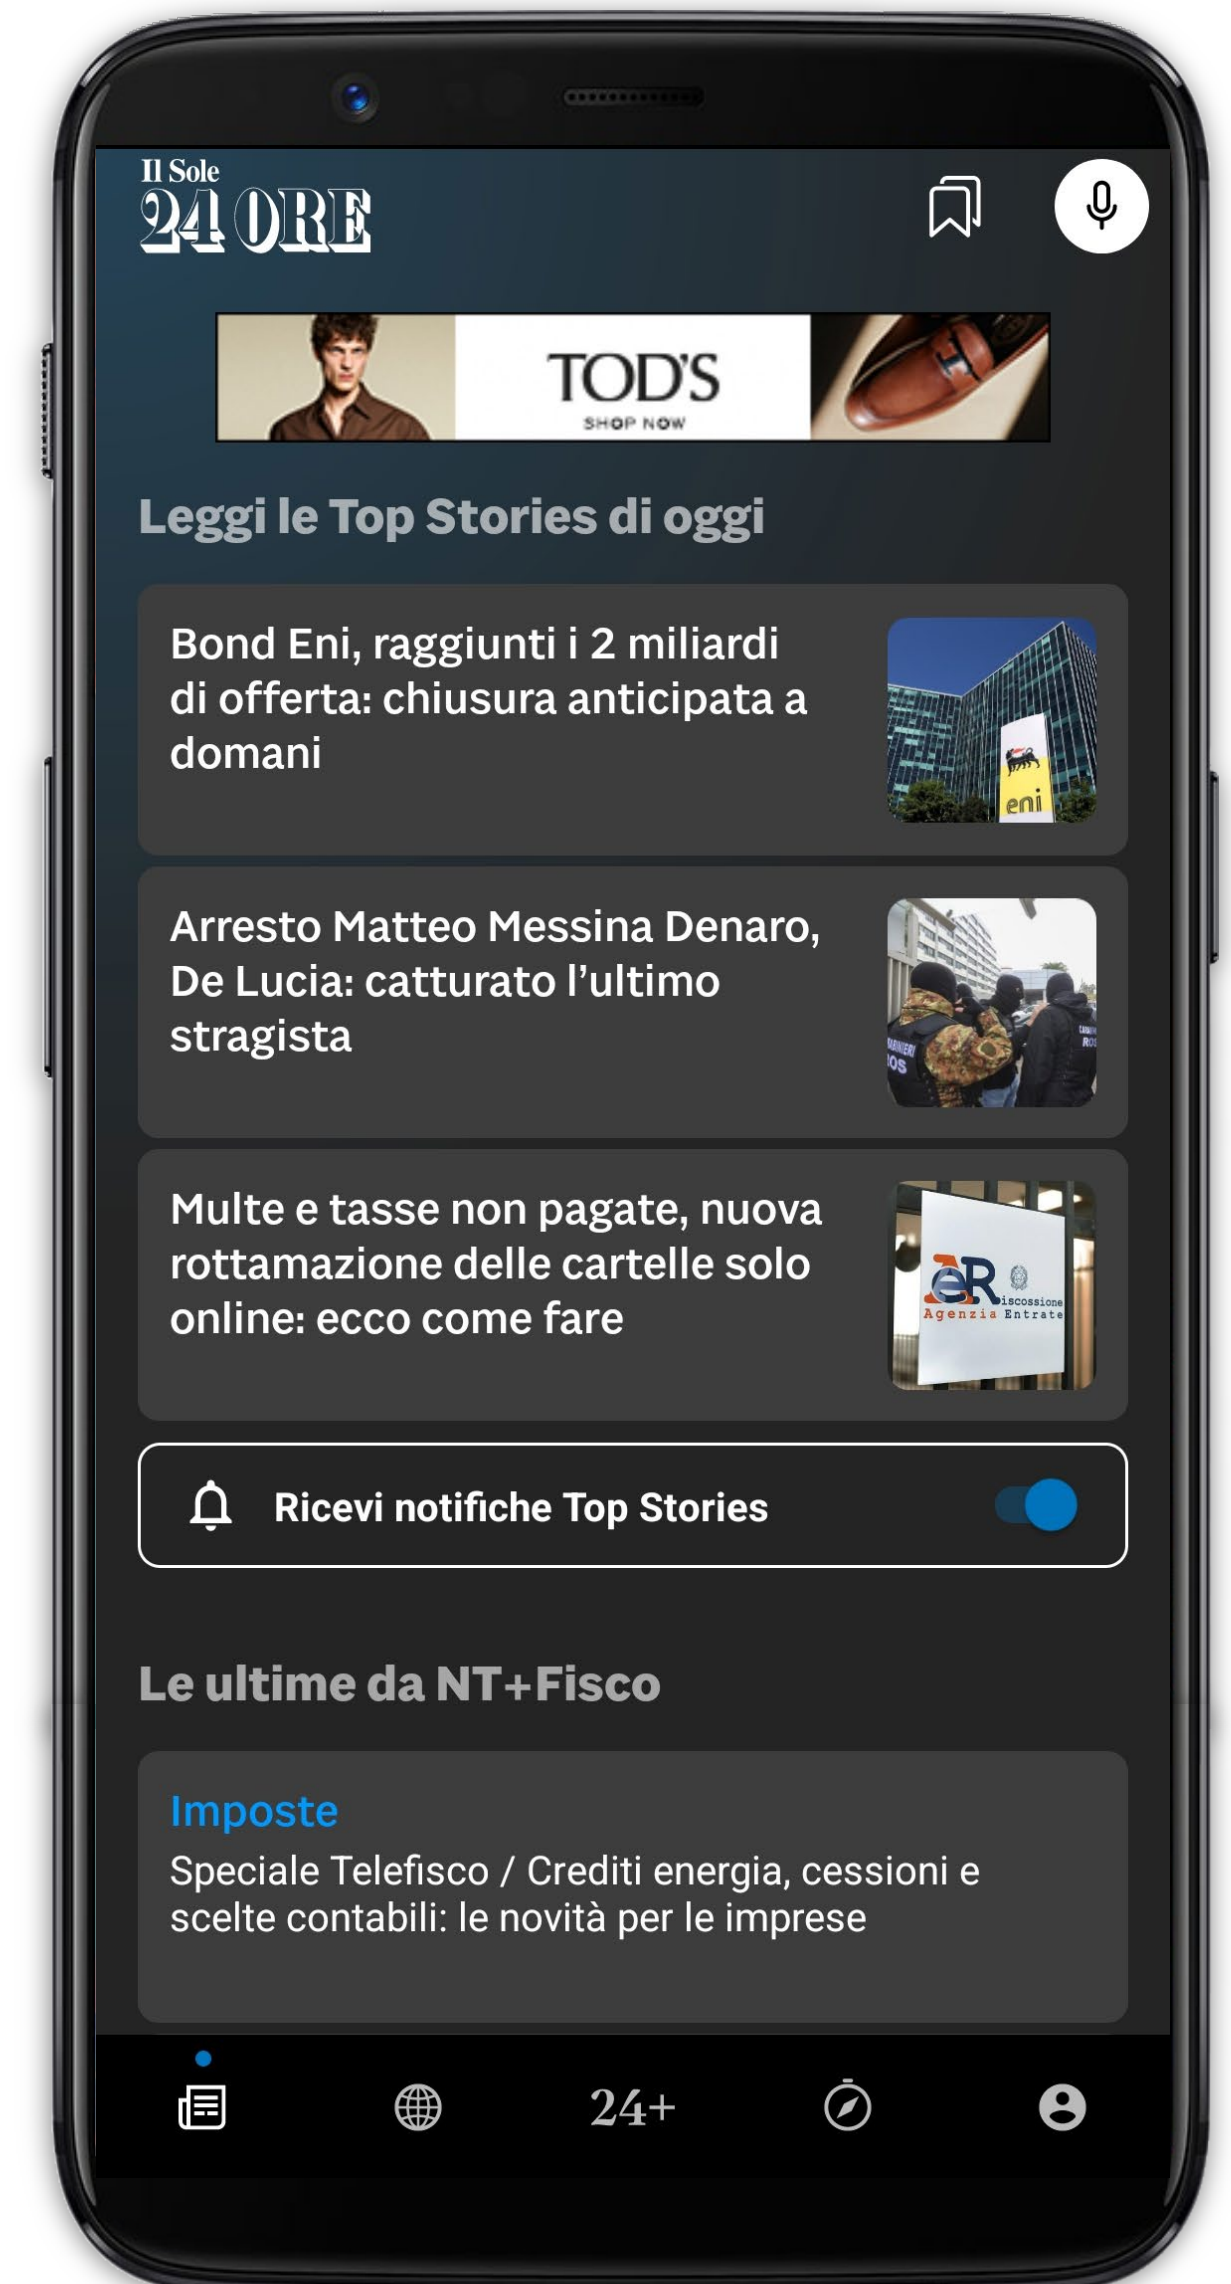 Il Sole
24 ORE
TOD'S
SHOP NOW
Leggi le Top Stories di oggi
Bond Eni, raggiunti i 2 miliardi
di offerta: chiusura anticipata a
domani
eni
Arresto Matteo Messina Denaro,
De Lucia: catturato l'ultimo
stragista
ROS
Multe e tasse non pagate, nuova
rottamazione delle cartelle solo
online: ecco come fare
AeR
iscossione
Agenzia Entrate
Ricevi notifiche Top Stories
Le ultime da NT+Fisco
Imposte
Speciale Telefisco / Crediti energia, cessioni e
scelte contabili: le novità per le imprese
24+